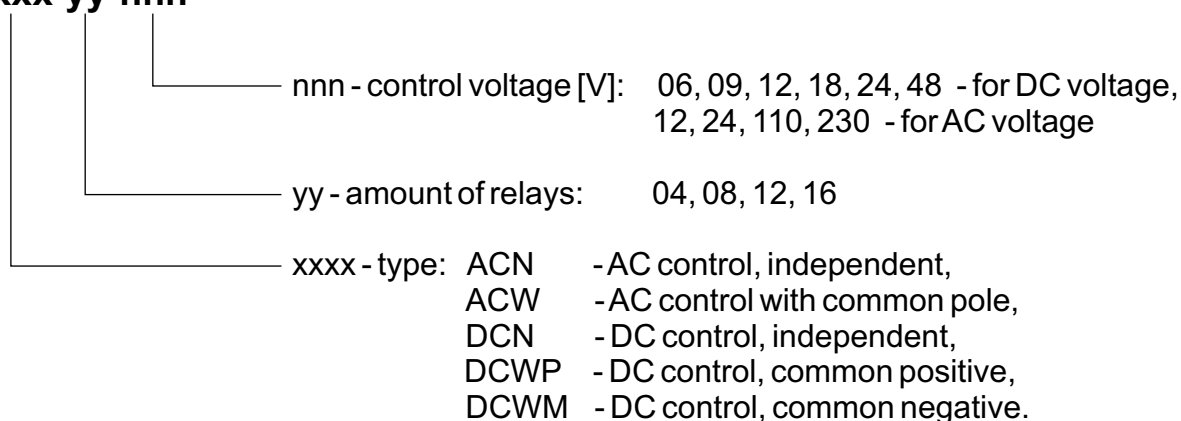 nnn - control voltage [V]: 06, 09, 12, 18, 24, 48 - for DC voltage,
12, 24, 110, 230 - for AC voltage
yy - amount of relays: 04, 08, 12, 16
xxxx - type: ACN - AC control, independent,
ACW - AC control with common pole,
DCN - DC control, independent,
DCWP - DC control, common positive,
DCWM - DC control, common negative.